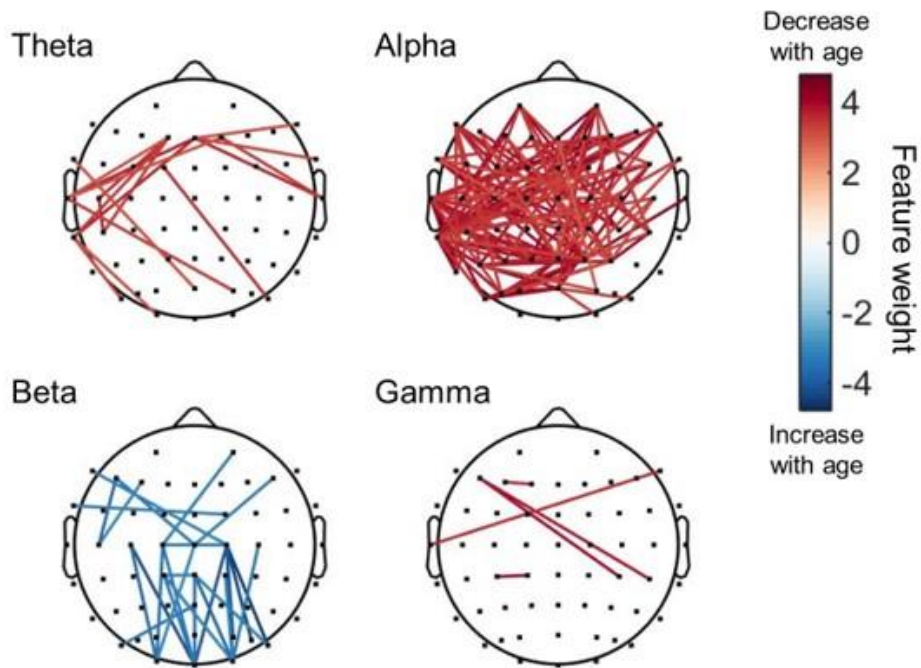 Theta
Alpha
Decrease
with age
4
2
0
-2
-4
Feature weight
Increase
with age
Beta
Gamma